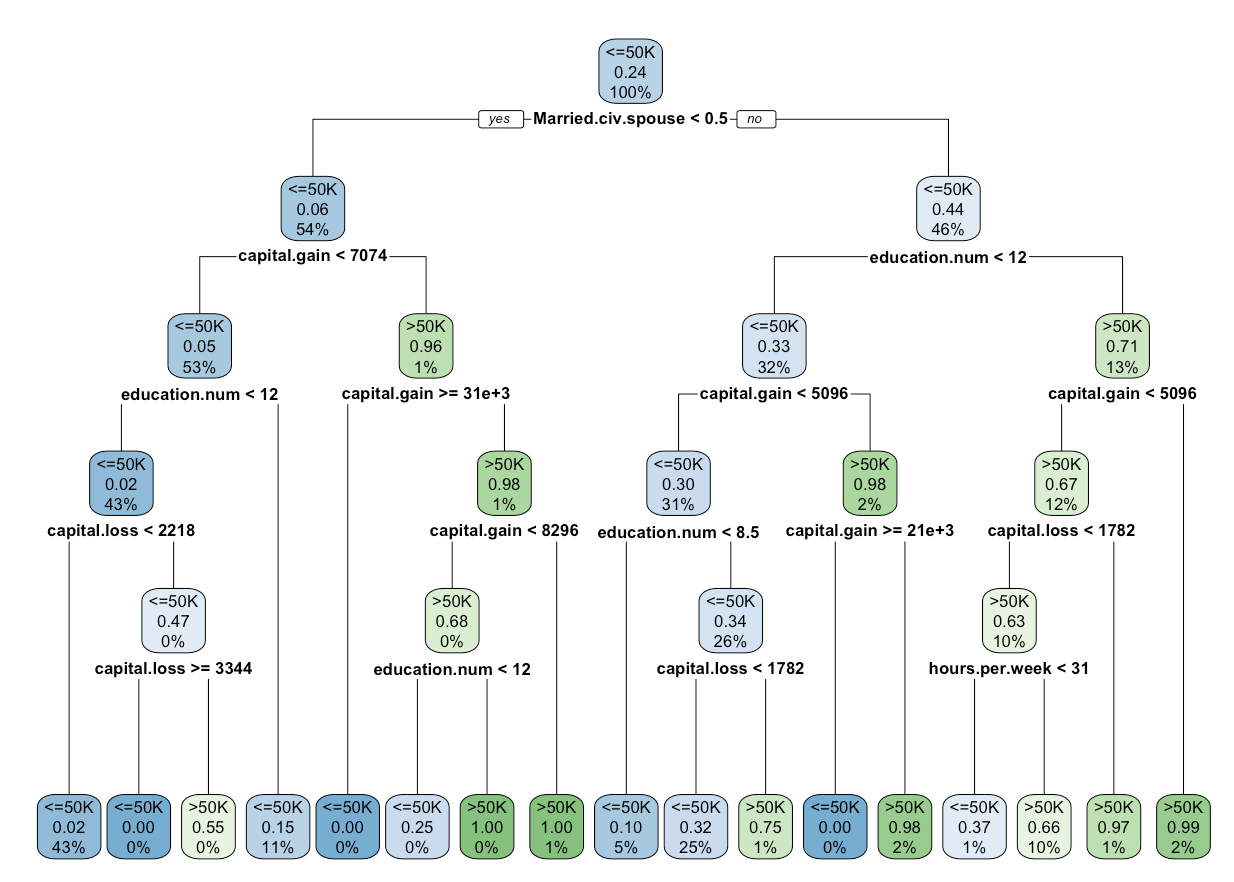 <=50K
0.24
100%
yes Married.civ.spouse < 0.5 no
<=50K
0.06
54%
capital.gain < 7074
<=50K
0.44
46%
education.num < 12
<=50K
0.05
53%
education.num < 12
>50K
0.96
1%
capital.gain >= 31e+3
<=50K
0.33
32%
capital.gain < 5096
>50K
0.71
13%
capital.gain < 5096
<=50K
0.02
43%
capital.loss < 2218
>50K
0.98
1%
capital.gain < 8296
<=50K
0.30
31%
education.num < 8.5
>50K
0.98
2%
capital.gain >= 21e+3
>50K
0.67
12%
capital.loss < 1782
<=50K
0.47
0%
capital.loss >= 3344
>50K
0.68
0%
education.num < 12
<=50K
0.34
26%
capital.loss < 1782
>50K
0.63
10%
hours.per.week < 31
<=50K
0.02
43%
<=50K
0.00
0%
>50K
0.55
0%
<=50K
0.15
11%
<=50K
0.00
0%
<=50K
0.25
0%
>50K
1.00
0%
>50K
1.00
1%
<=50K
0.10
5%
<=50K
0.32
25%
>50K
0.75
1%
<=50K
0.00
0%
>50K
0.98
2%
<=50K
0.37
1%
>50K
0.66
10%
>50K
0.97
1%
>50K
0.99
2%